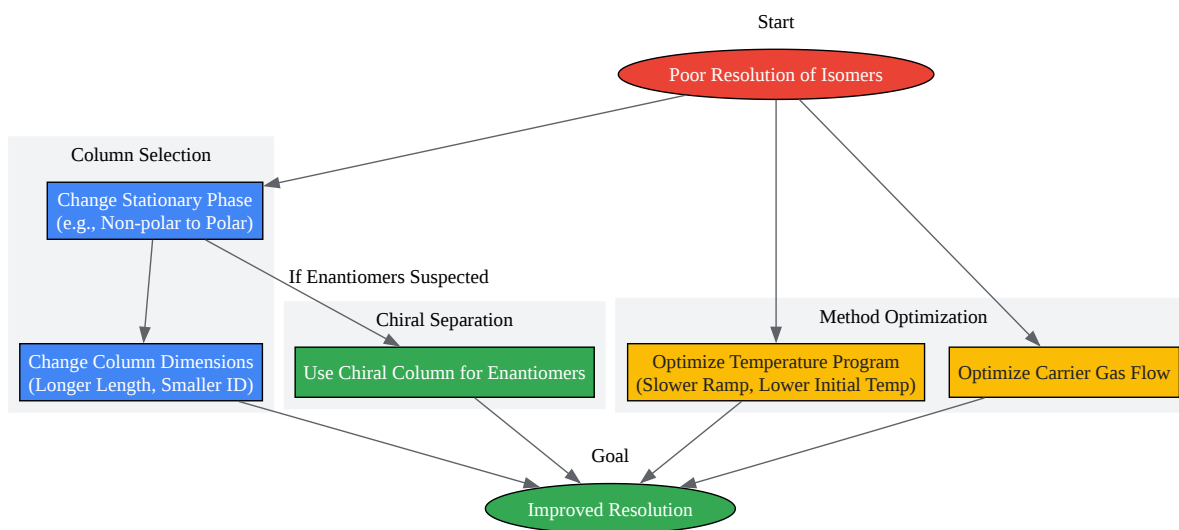 Start
Poor Resolution of Isomers
Column Selection
Change Stationary Phase
(e.g., Non-polar to Polar)
If Enantiomers Suspected
Chiral Separation
Method Optimization
Change Column Dimensions
(Longer Length, Smaller ID)
Use Chiral Column for Enantiomers
Optimize Temperature Program
(Slower Ramp, Lower Initial Temp)
Optimize Carrier Gas Flow
Goal
Improved Resolution